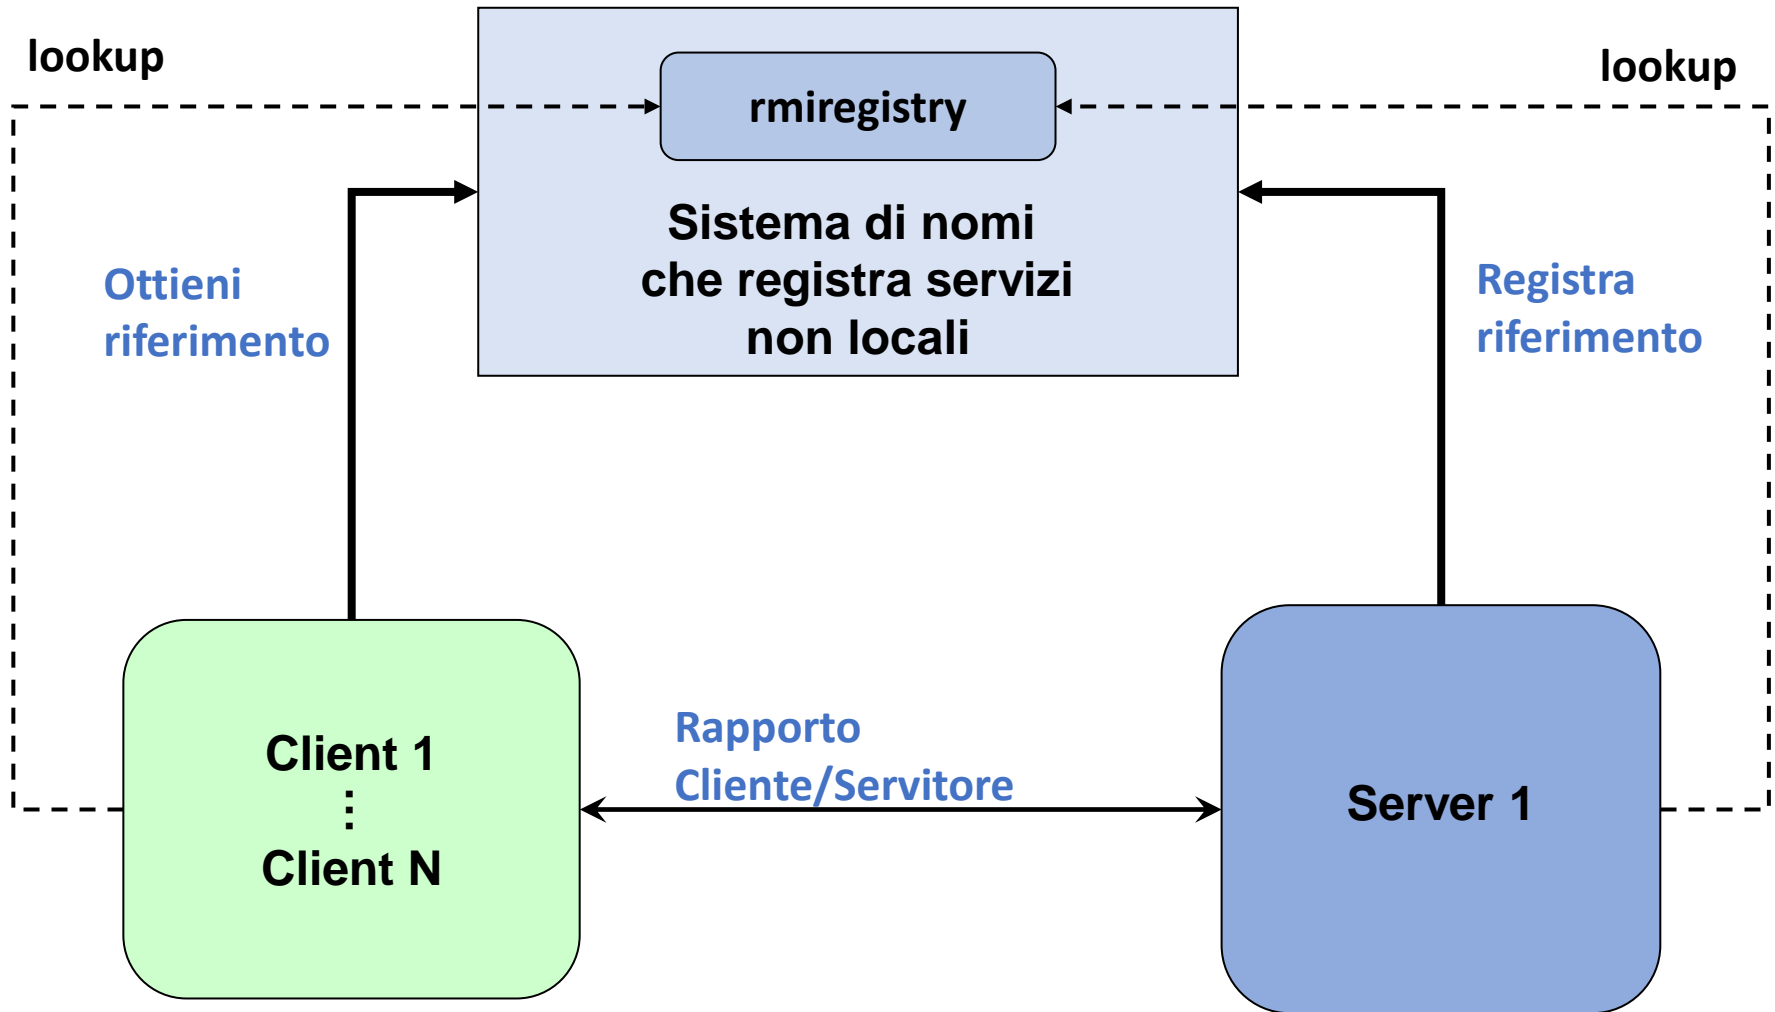 lookup
lookup
rmiregistry
Sistema di nomi
che registra servizi
non locali
Ottieni
riferimento
Registra
riferimento
Rapporto
Cliente/Servitore
Client 1
⋮
Client N
Server 1